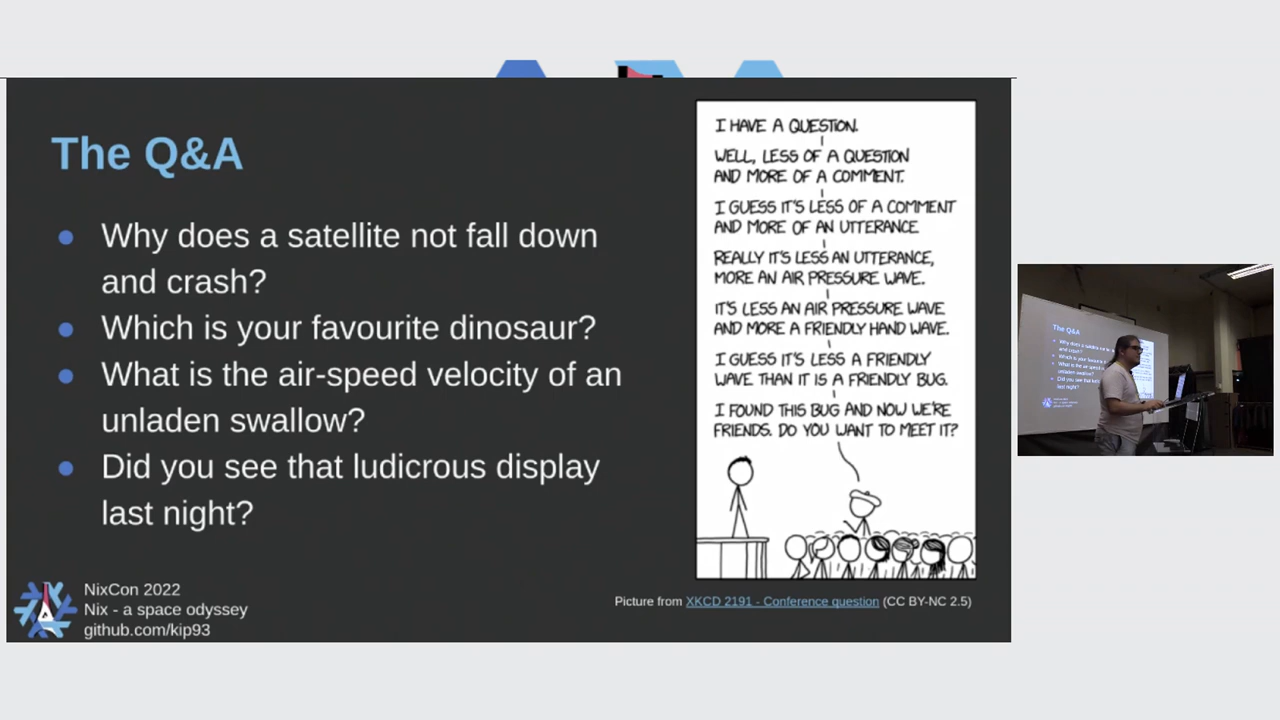 The Q&A
Why does a satellite not fall down
and crash?
Which is your favourite dinosaur?
What is the air-speed velocity of an
unladen swallow?
Did you see that ludicrous display
last night?
I HAVE A QUESTION.
WELL, LESS OF A QUESTION
AND MORE OF A COMMENT.
I GUESS IT'S LESS OF A COMMENT
AND MORE OF AN UTTERANCE.
REALLY IT'S LESS AN UTTERANCE,
MORE AN AIR PRESSURE WAVE.
IT'S LESS AN AIR PRESSURE WAVE
AND MORE A FRIENDLY HAND WAVE.
I GUESS IT'S LESS A FRIENDLY
WAVE THAN IT IS A FRIENDLY BUG.
I FOUND THIS BUG AND NOW WE'RE
FRIENDS. DO YOU WANT TO MEET IT?
Picture from XKCD 2191 - Conference question (CC BY-NC 2.5)
NixCon 2022
Nix - a space odyssey
github.com/kip93
The Q&A